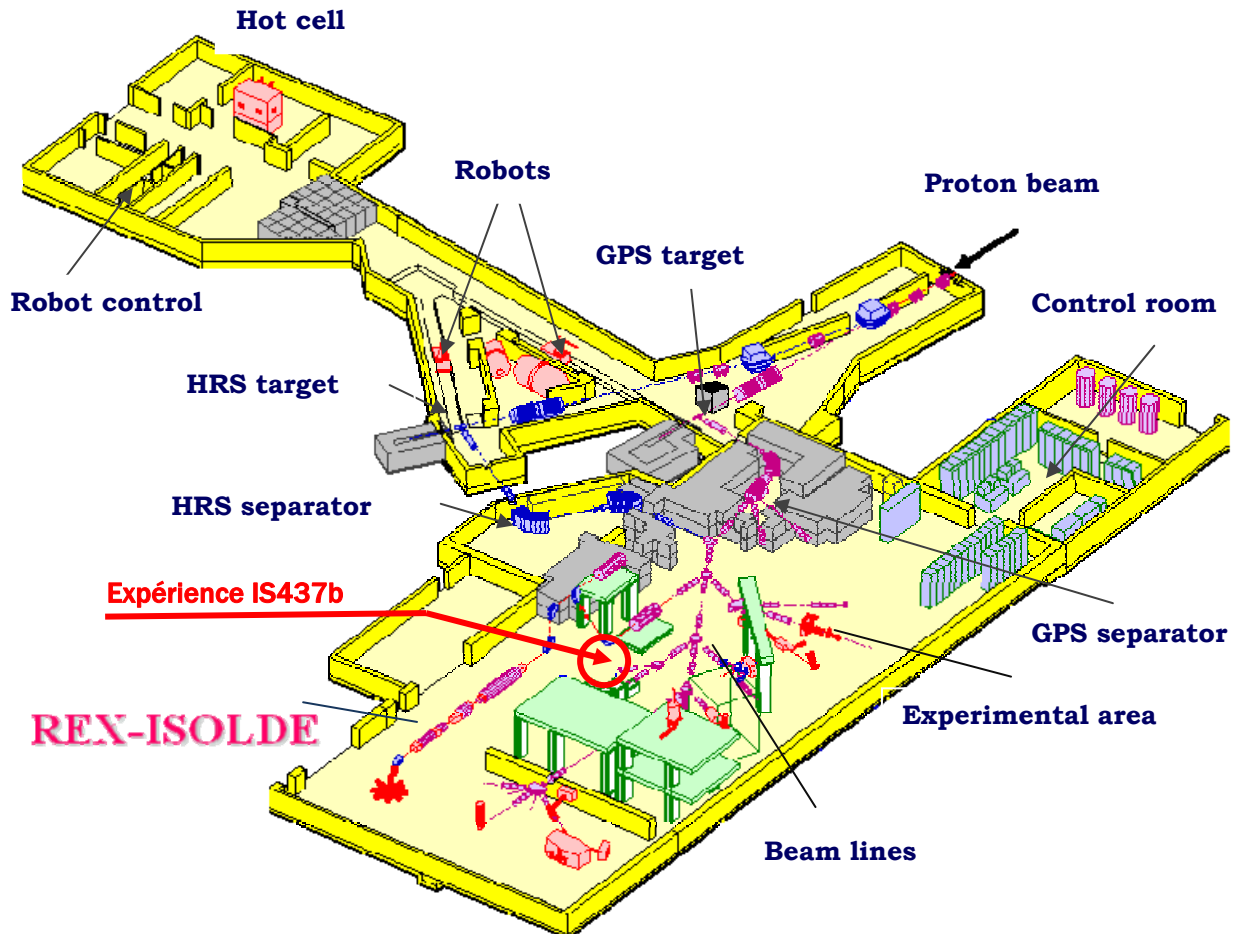 Hot cell
Robots
Proton beam
GPS target
Robot control
Control room
HRS target
HRS separator
Expérience IS437b
GPS separator
REX-ISOLDE
Experimental area
Beam lines